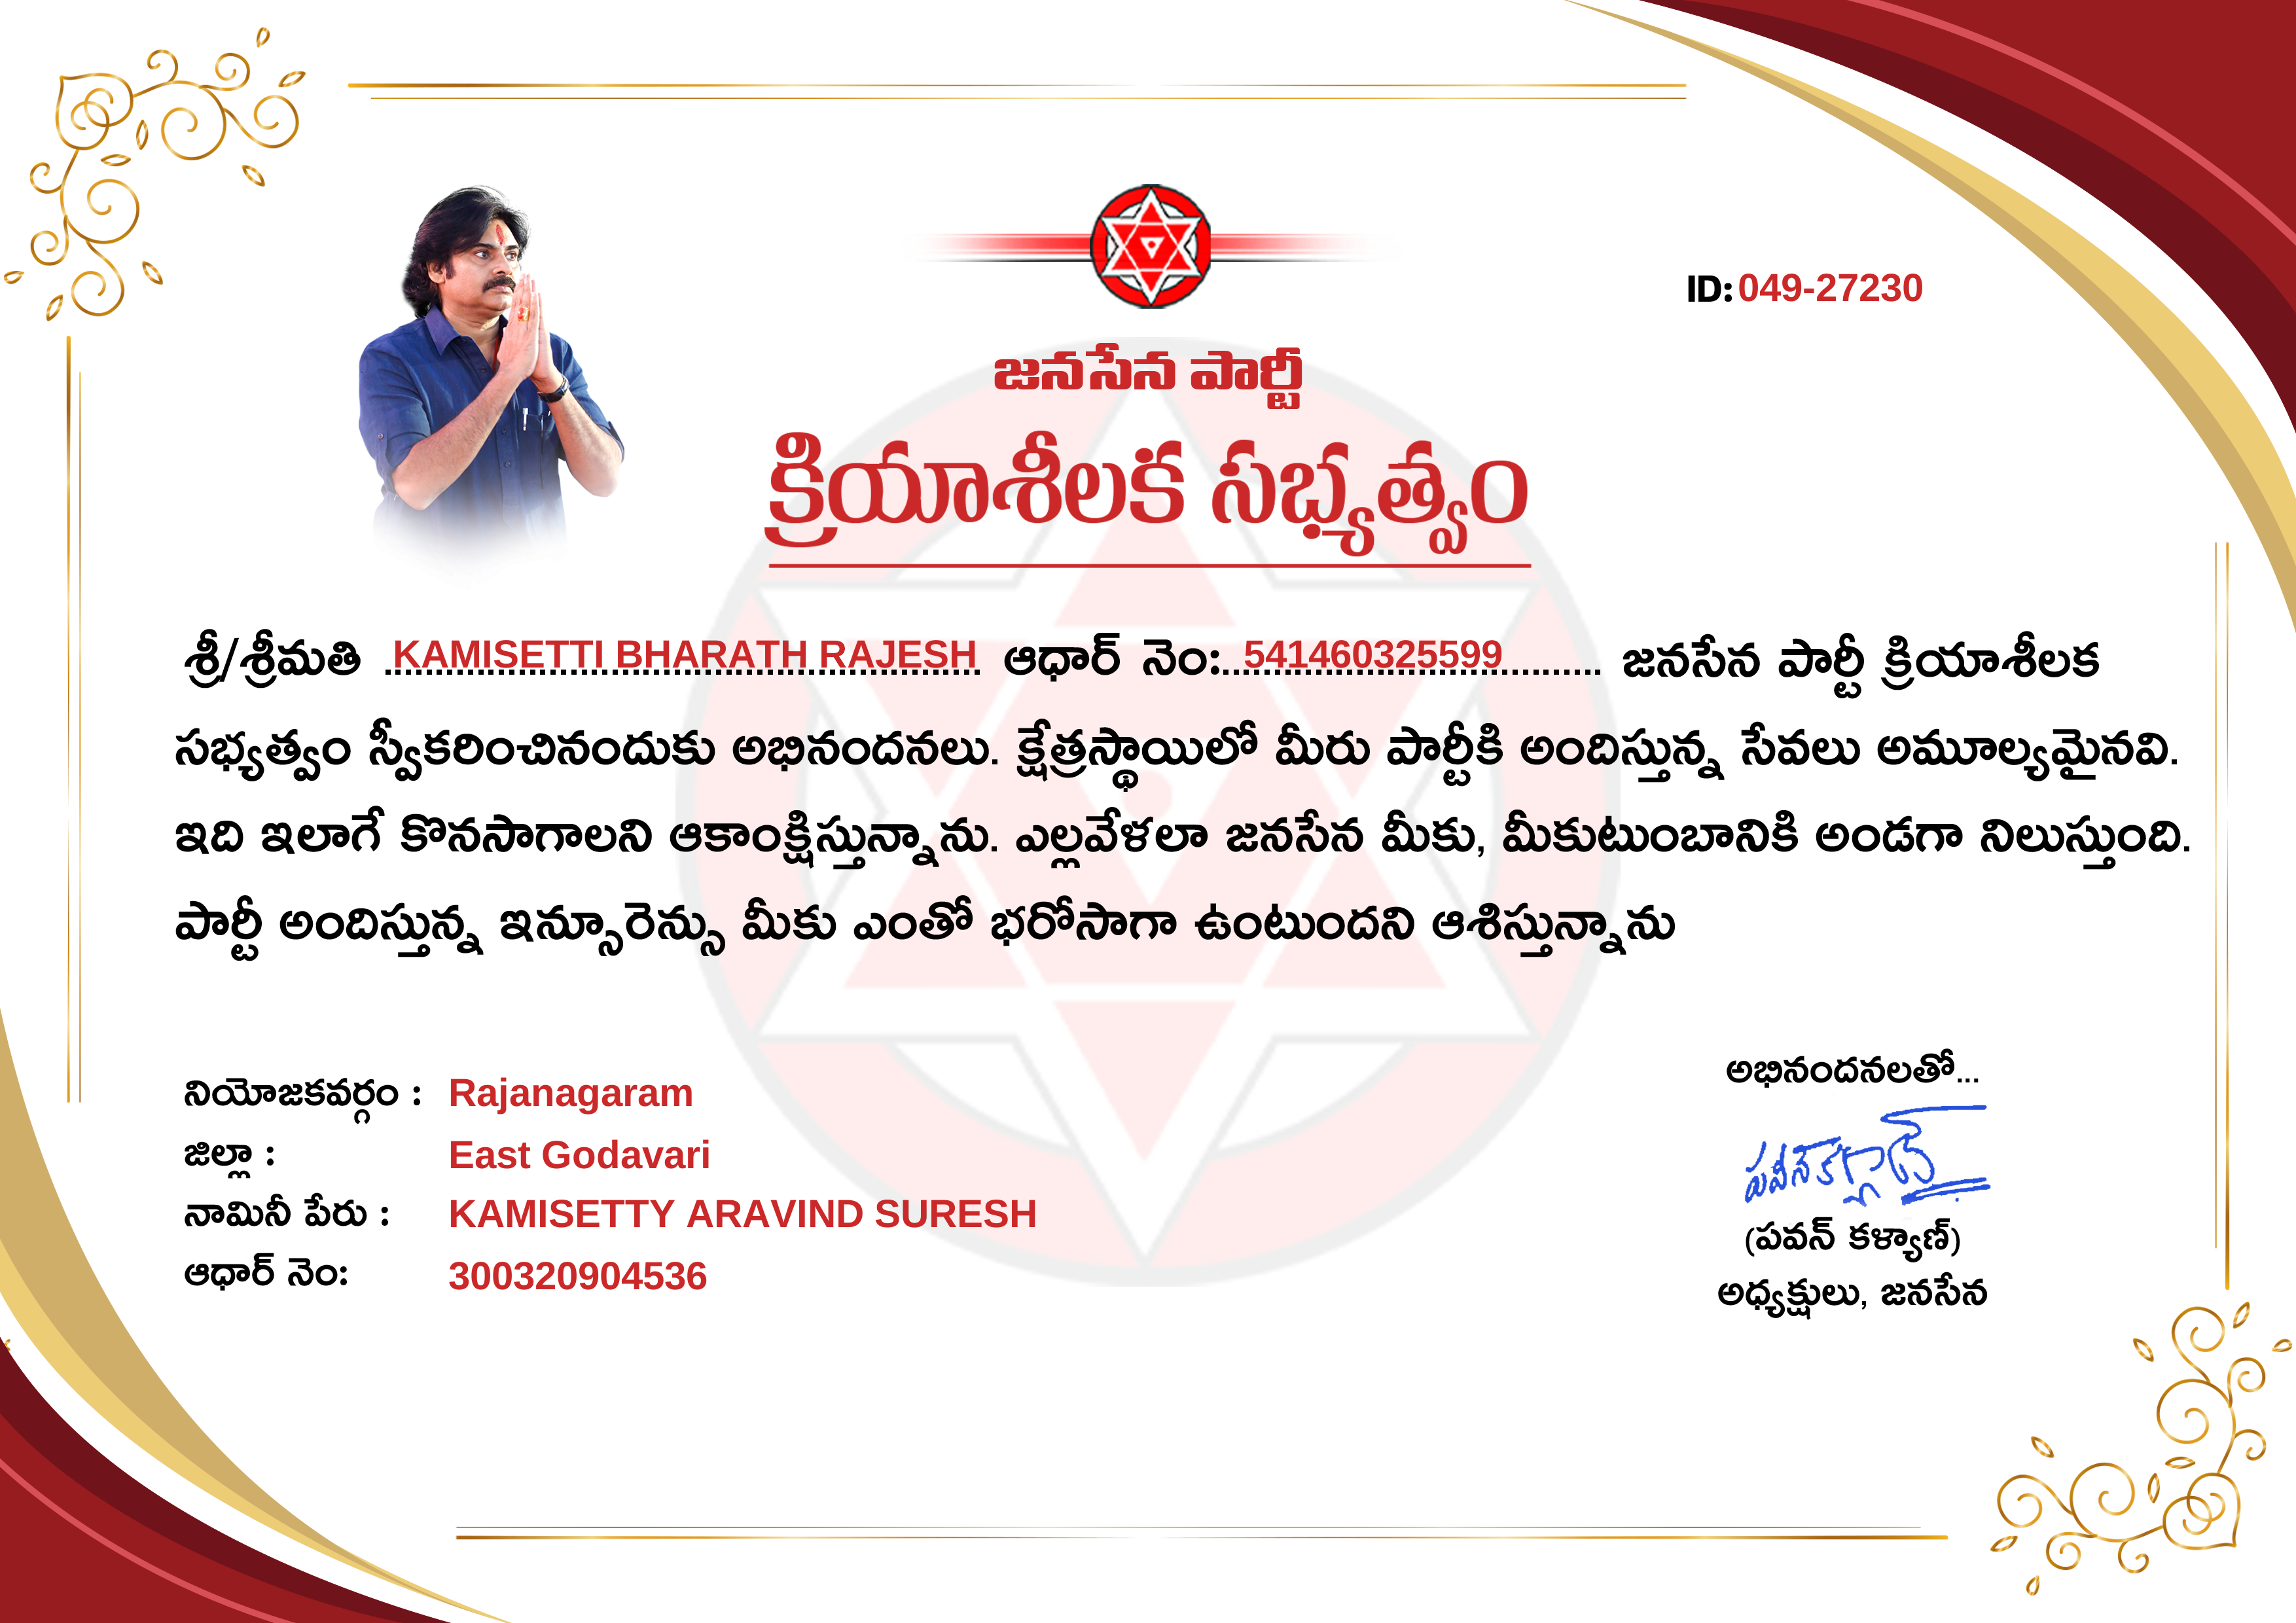 ID: 049-27230
జనసేన పార్టీ
క్రియాశీలక సభ్యత్వం
శ్రీ/శ్రీమతి KAMISETTI BHARATH RAJESH ఆధార్ నెం: 541460325599 జనసేన పార్టీ క్రియాశీలక
సభ్యత్వం స్వీకరించినందుకు అభినందనలు. క్షేత్రస్థాయిలో మీరు పార్టీకి అందిస్తున్న సేవలు అమూల్యమైనవి.
ఇది ఇలాగే కొనసాగాలని ఆకాంక్షిస్తున్నాను. ఎల్లవేళలా జనసేన మీకు, మీకుటుంబానికి అండగా నిలుస్తుంది.
పార్టీ అందిస్తున్న ఇన్సూరెన్సు మీకు ఎంతో భరోసాగా ఉంటుందని ఆశిస్తున్నాను
నియోజకవర్గం : Rajanagaram
జిల్లా : East Godavari
నామినీ పేరు : KAMISETTY ARAVIND SURESH
ఆధార్ నెం: 300320904536
అభినందనలతో...
పవన్ కళ్యాణ్
(పవన్ కళ్యాణ్)
అధ్యక్షులు, జనసేన